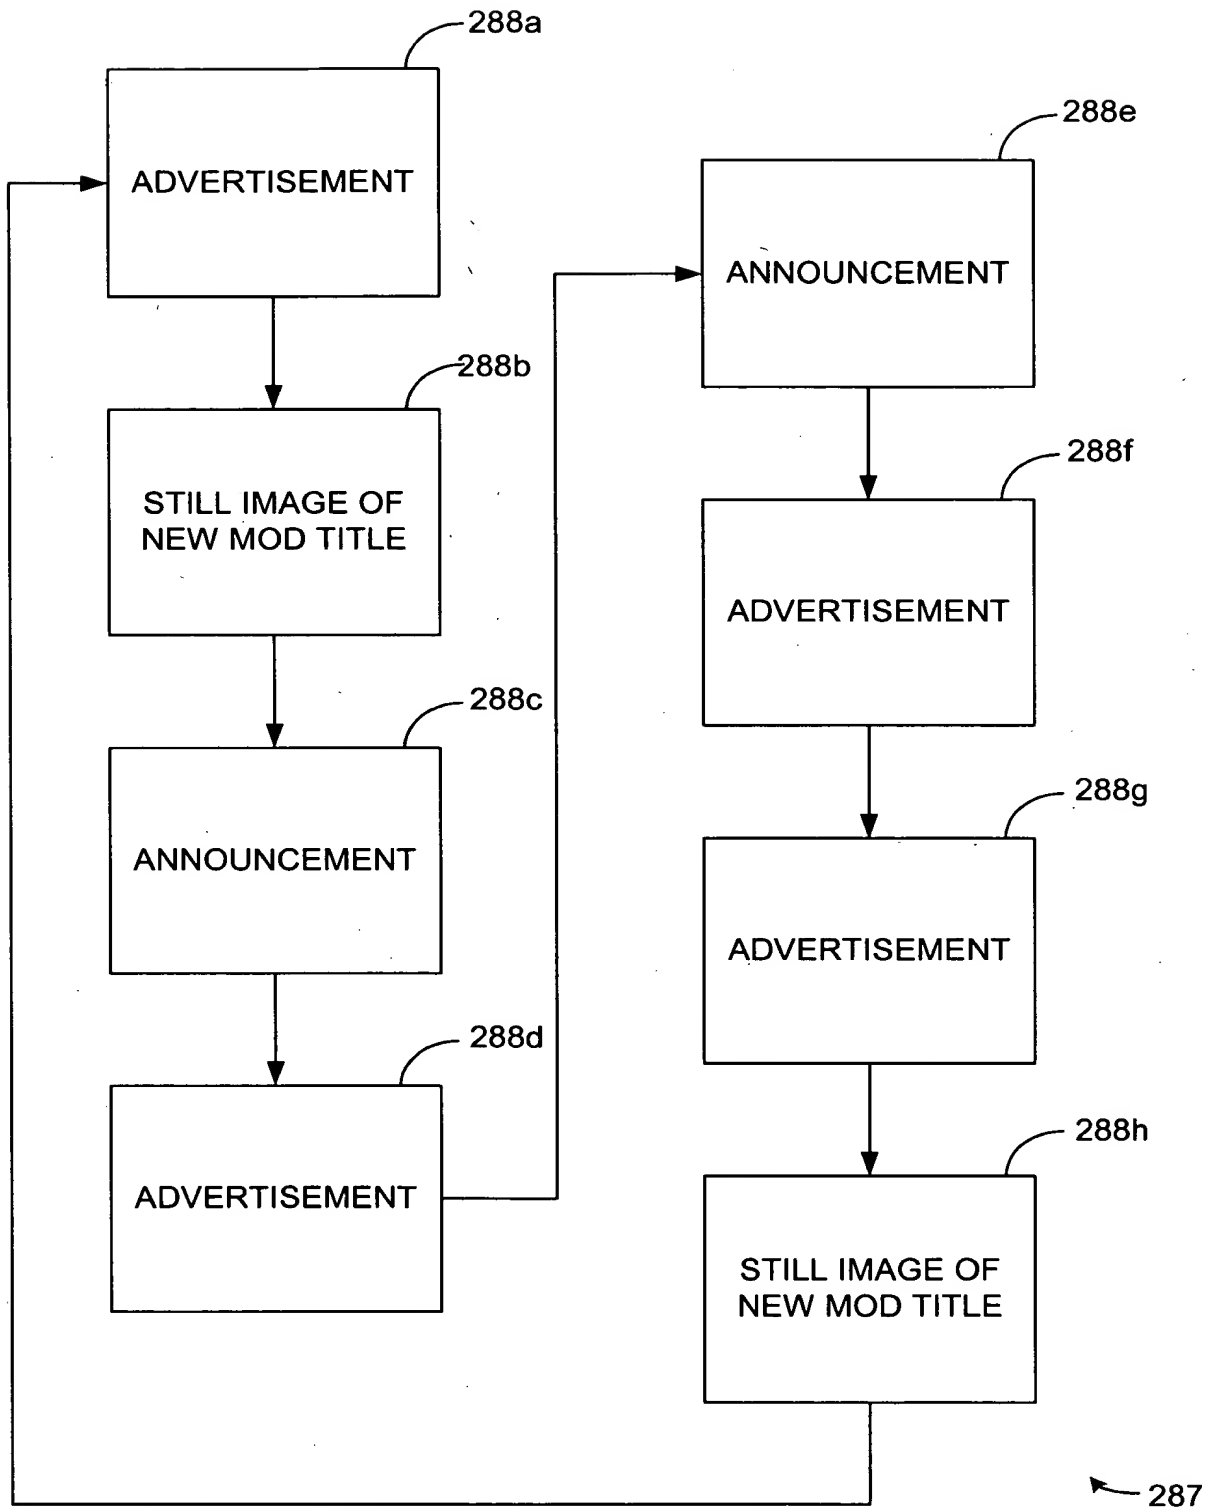 288a
ADVERTISEMENT
288b
STILL IMAGE OF
NEW MOD TITLE
288c
ANNOUNCEMENT
288d
ADVERTISEMENT
288e
ANNOUNCEMENT
288f
ADVERTISEMENT
288g
ADVERTISEMENT
288h
STILL IMAGE OF
NEW MOD TITLE
287